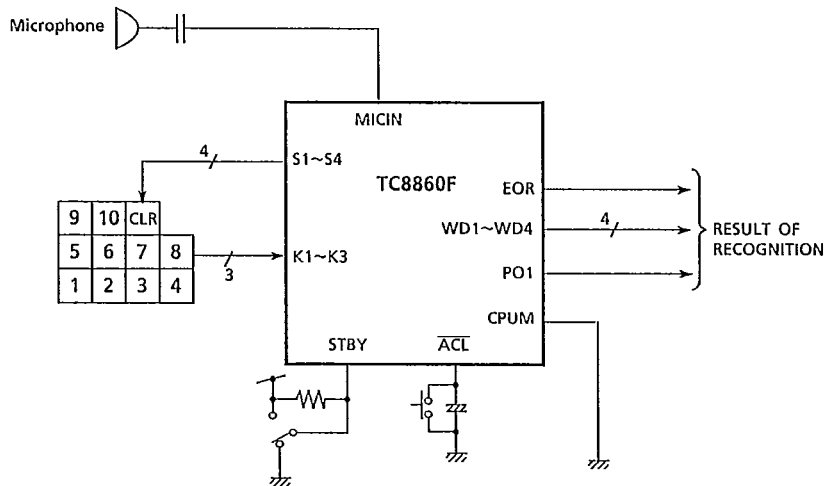 Microphone
MICIN
4
S1~S4
TC8860F
EOR
9 10 CLR
WD1~WD4
4
RESULT OF
RECOGNITION
5 6 7 8
3
K1~K3
1 2 3 4
PO1
CPUM
STBY
ACL